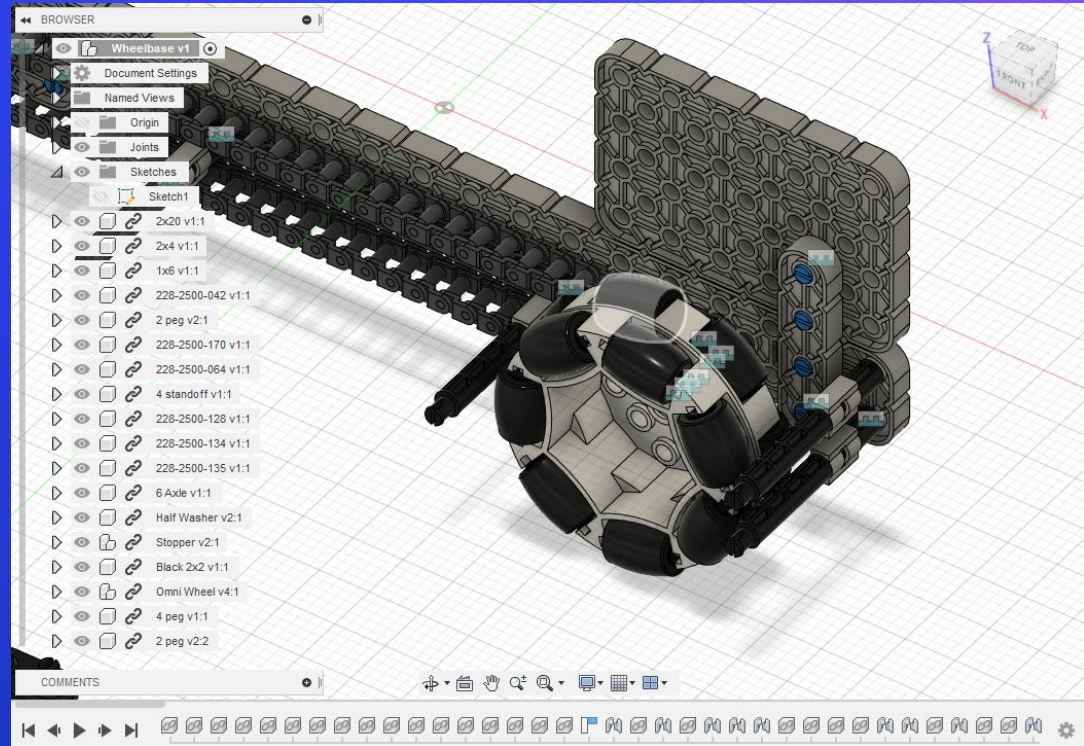 BROWSER
Wheelbase v1
Document Settings
Named Views
Origin
Joints
Sketches
Sketch1
2x20 v1:1
2x4 v1:1
1x6 v1:1
228-2500-042 v1:1
2 peg v2:1
228-2500-170 v1:1
228-2500-064 v1:1
4 standoff v1:1
228-2500-128 v1:1
228-2500-134 v1:1
228-2500-135 v1:1
6 Axle v1:1
Half Washer v2:1
Stopper v2:1
Black 2x2 v1:1
Omni Wheel v4:1
4 peg v1:1
2 peg v2:2
COMMENTS
Z
TOP
FRONT
X